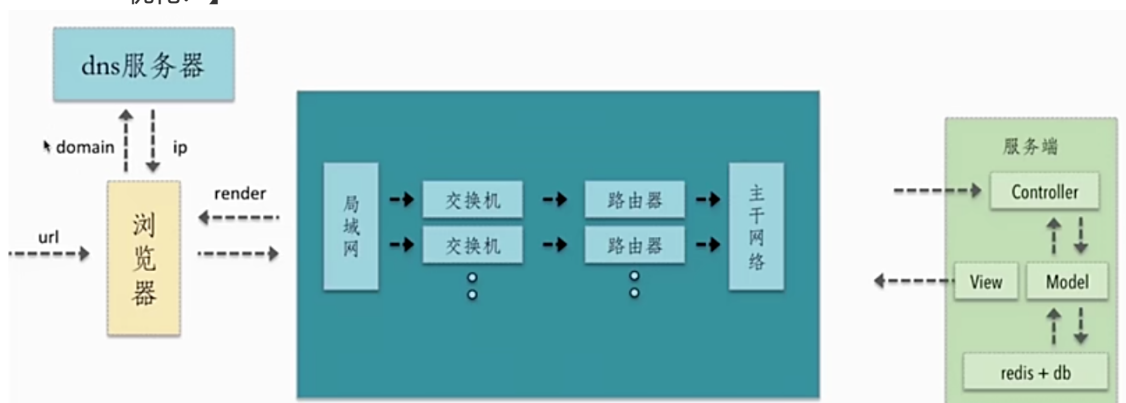 dns服务器
domain
ip
url
浏览器
render
局域网
交换机
路由器
主干网络
交换机
路由器
服务端
Controller
View
Model
redis + db